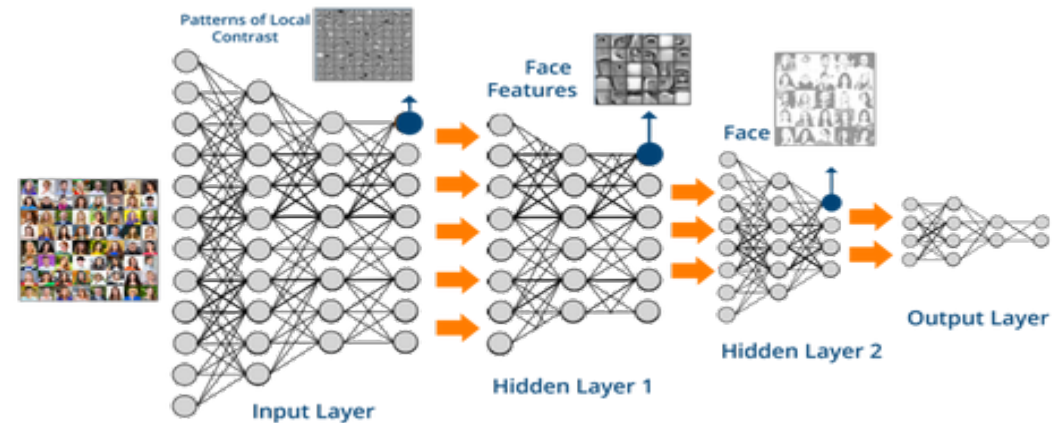 Patterns of Local
Contrast
Face
Features
Face
Input Layer
Hidden Layer 1
Hidden Layer 2
Output Layer